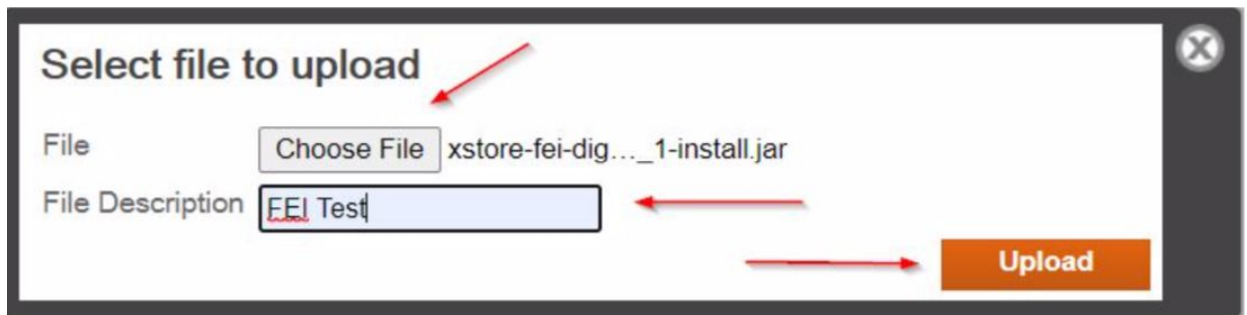 Select file to upload
File Choose File xstore-fei-dig..._1-install.jar
File Description FEI Test
Upload